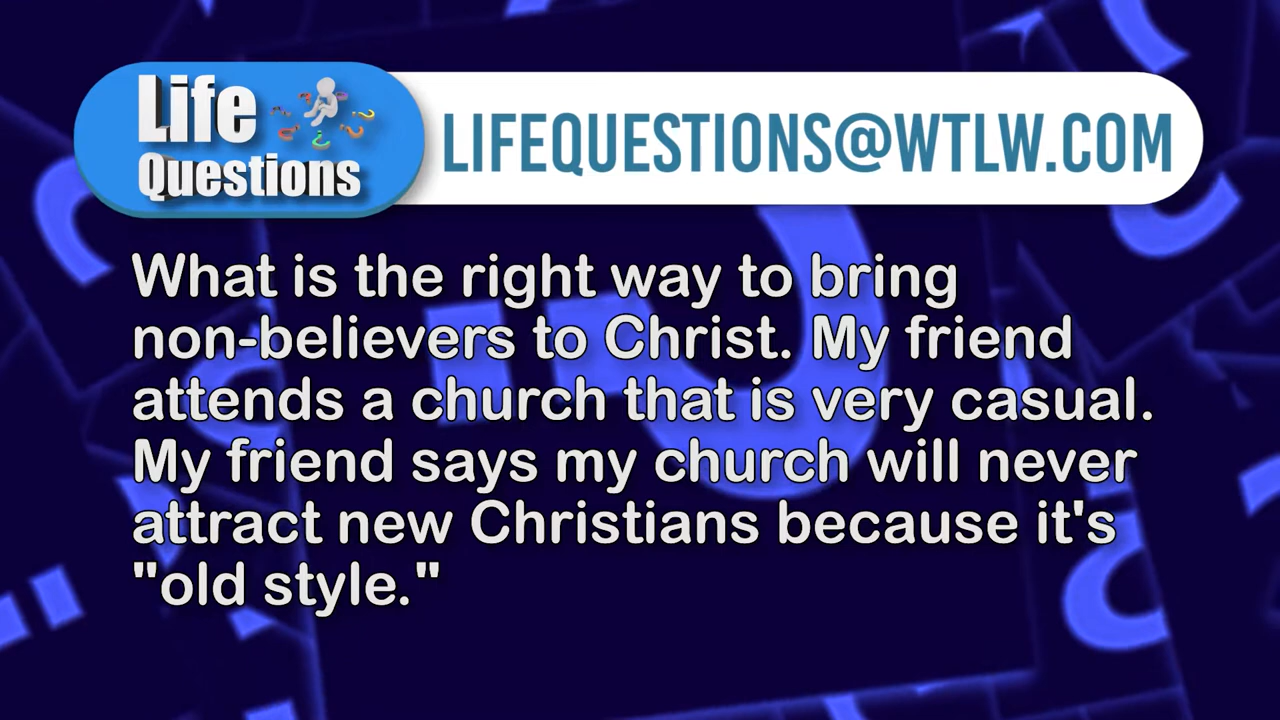 Life
Questions
LIFEQUESTIONS@WTLW.COM
What is the right way to bring
non-believers to Christ. My friend
attends a church that is very casual.
My friend says my church will never
attract new Christians because it's
"old style."